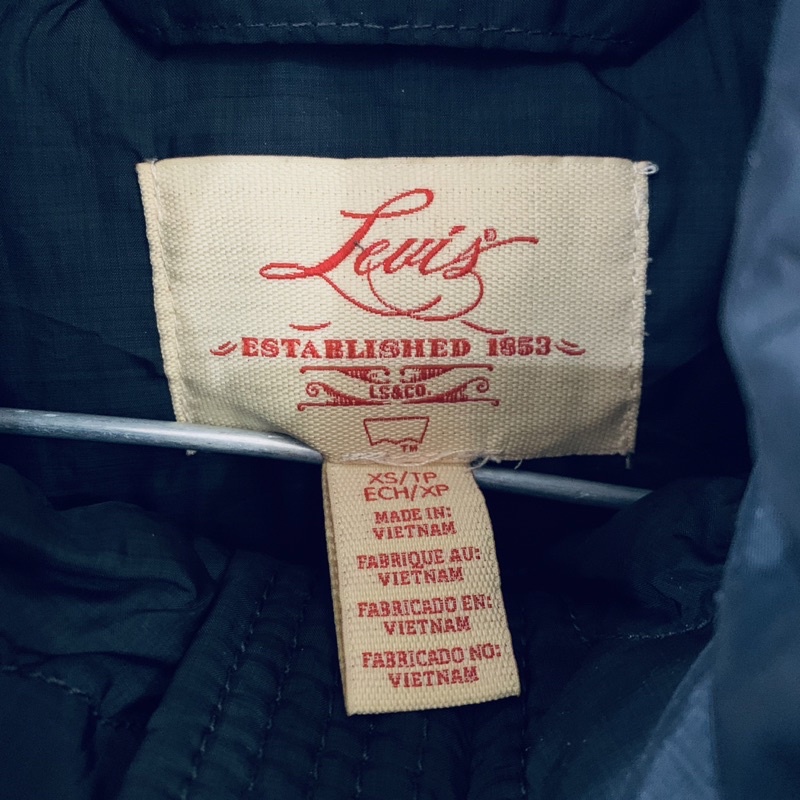 Levi's®
ESTABLISHED 1853
LS&CO.
TM
XS/TP
ECH/XP
MADE IN:
VIETNAM
FABRIQUE AU:
VIETNAM
FABRICADO EN:
VIETNAM
FABRICADO NO:
VIETNAM